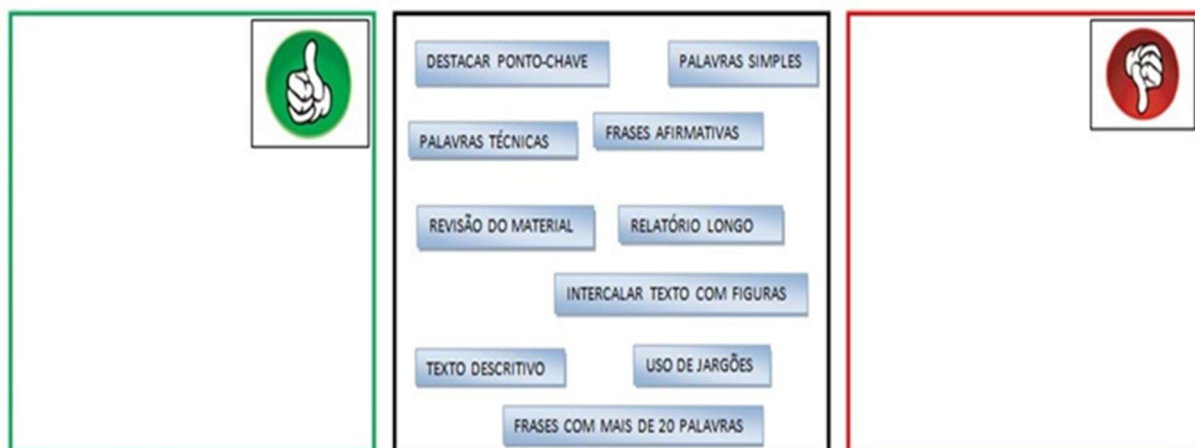 DESTACAR PONTO-CHAVE
PALAVRAS SIMPLES
PALAVRAS TÉCNICAS
FRASES AFIRMATIVAS
REVISÃO DO MATERIAL
RELATÓRIO LONGO
INTERCALAR TEXTO COM FIGURAS
TEXTO DESCRITIVO
USO DE JARGÕES
FRASES COM MAIS DE 20 PALAVRAS